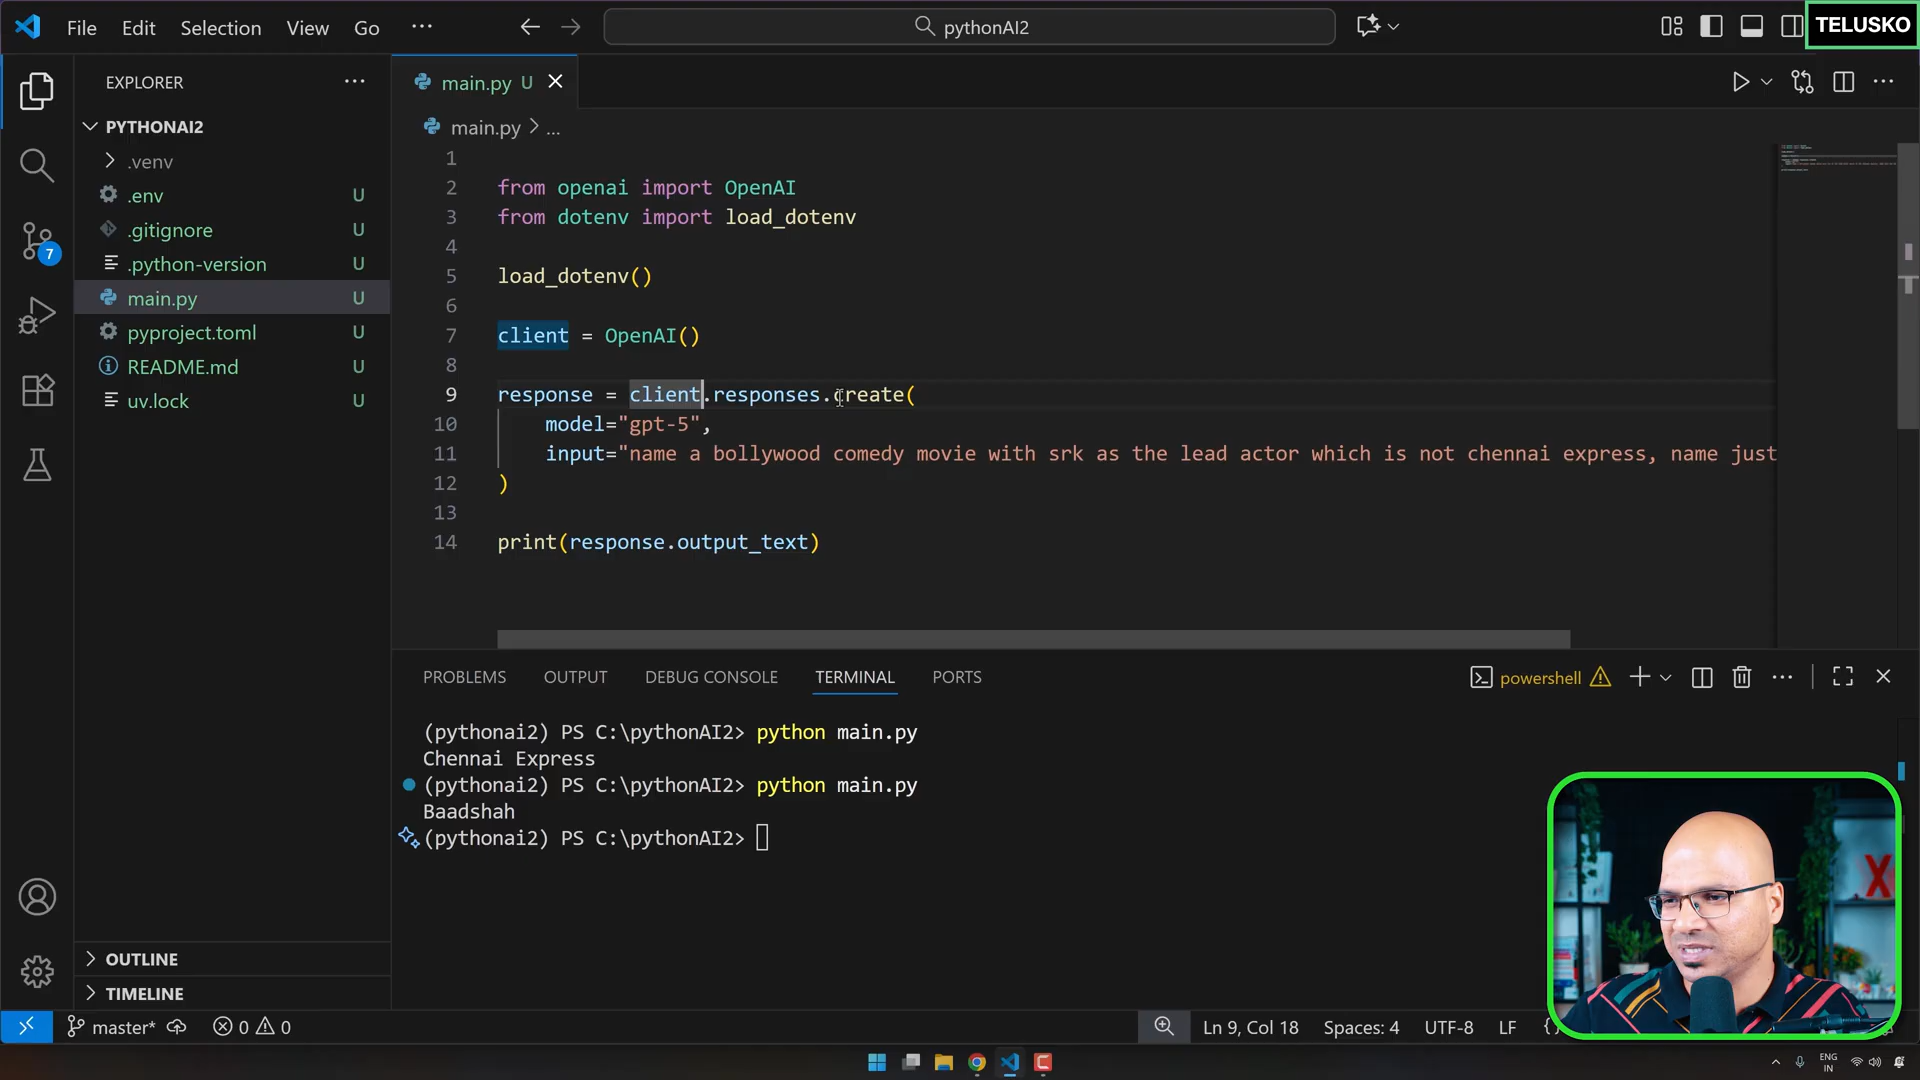 File Edit Selection View Go ···
pythonAI2
TELUSKO
EXPLORER ···
PYTHONAI2
.venv
.env U
.gitignore U
.python-version U
main.py U
pyproject.toml U
README.md U
uv.lock U
OUTLINE
TIMELINE
7
main.py U
main.py > ...
1
2 from openai import OpenAI
3 from dotenv import load_dotenv
4
5 load_dotenv()
6
7 client = OpenAI()
8
9 response = client.responses.create(
10 model="gpt-5",
11 input="name a bollywood comedy movie with srk as the lead actor which is not chennai express, name just
12 )
13
14 print(response.output_text)
PROBLEMS OUTPUT DEBUG CONSOLE TERMINAL PORTS
powershell
(pythonai2) PS C:\pythonAI2> python main.py
Chennai Express
(pythonai2) PS C:\pythonAI2> python main.py
Baadshah
(pythonai2) PS C:\pythonAI2>
X
master* 0 0
Ln 9, Col 18 Spaces: 4 UTF-8 LF {
ENG
IN